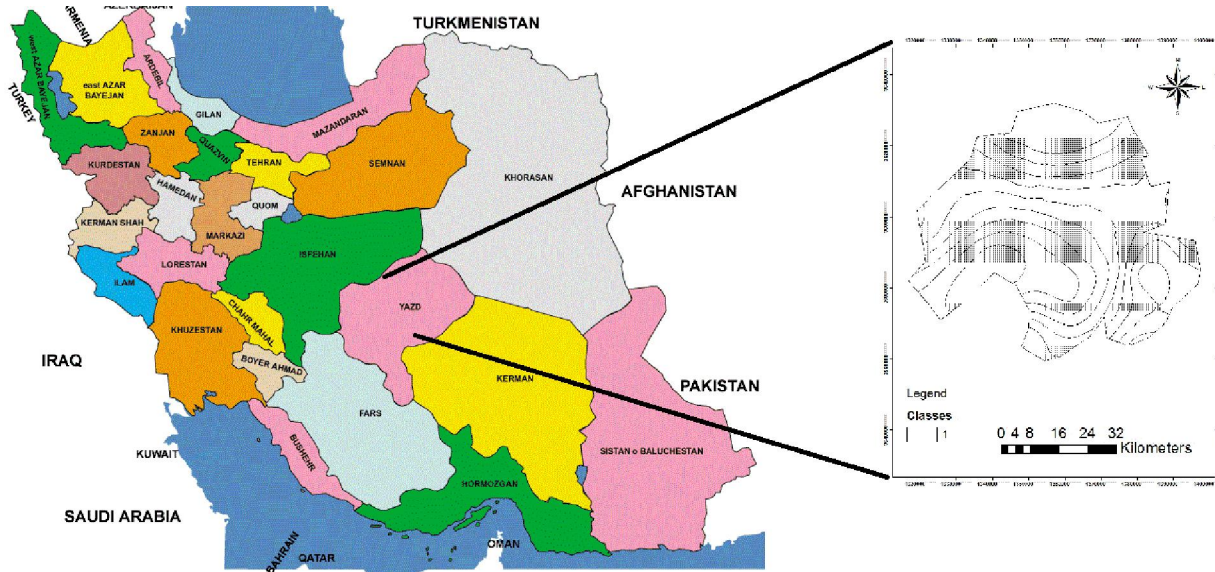 ARMENIA
TURKMENISTAN
west AZAR BAYEJAN
ARDEBIL
east AZAR
BAYEJAN
TURKEY
GILAN
MAZANDARAN
ZANJAN
QUAZVIN
TEHRAN
SEMNAN
KURDESTAN
KHORASAN
HAMEDAN
QUOM
AFGHANISTAN
KERMAN SHAH
MARKAZI
ISFEHAN
LORESTAN
ILAM
YAZD
CHAHR MAHAL
KHUZESTAN
IRAQ
BOYER AHMAD
KERMAN
PAKISTAN
FARS
BUSHEHR
SISTAN o BALUCHESTAN
KUWAIT
HORMOZGAN
SAUDI ARABIA
OMAN
BAHRAIN
QATAR
N
W
S
Legend
Classes
1
0 4 8 16 24 32
Kilometers